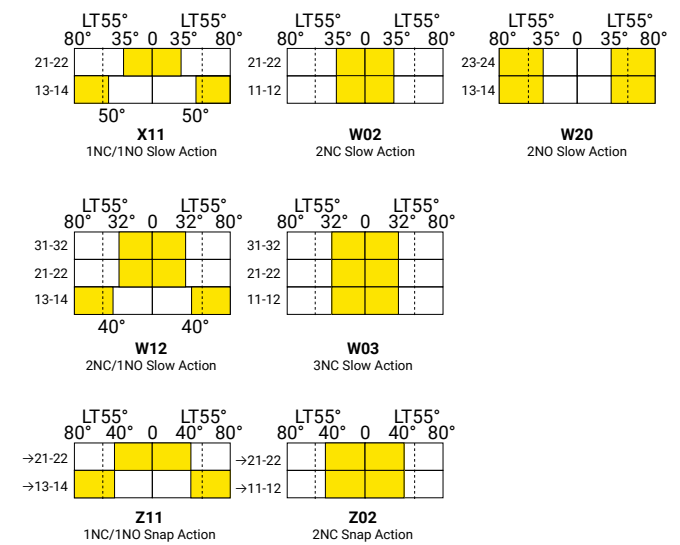 LT55° LT55° LT55° LT55° LT55° LT55°
80° 35° 0 35° 80° 80° 35° 0 35° 80° 80° 35° 0 35° 80°
21-22 21-22 23-24
13-14 11-12 13-14
50° 50°
X11 W02 W20
1NC/1NO Slow Action 2NC Slow Action 2NO Slow Action
LT55° LT55° LT55° LT55°
80° 32° 0 32° 80° 80° 32° 0 32° 80°
31-32 31-32
21-22 21-22
13-14 11-12
40° 40°
W12 W03
2NC/1NO Slow Action 3NC Slow Action
LT55° LT55° LT55° LT55°
80° 40° 0 40° 80° 80° 40° 0 40° 80°
→21-22 →21-22
→13-14 →11-12
Z11 Z02
1NC/1NO Snap Action 2NC Snap Action